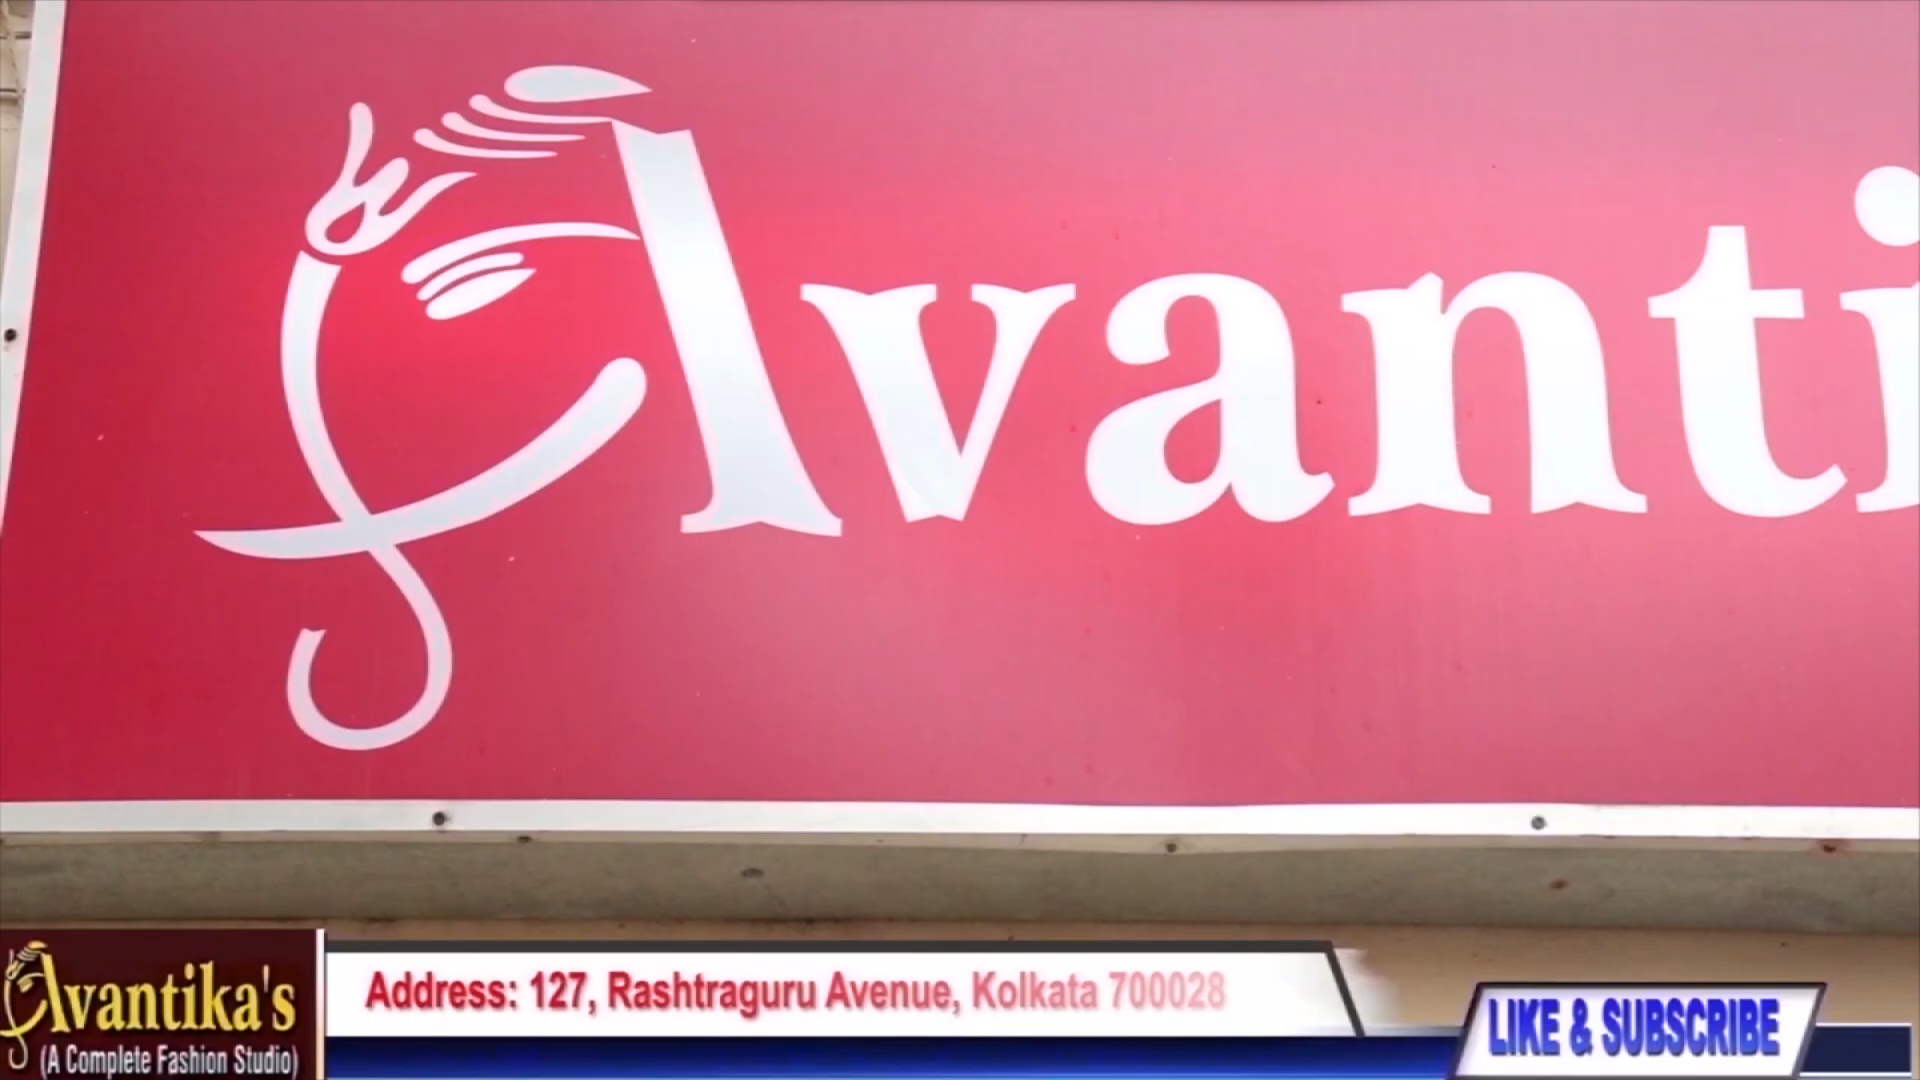 Avanti
Avantika's
(A Complete Fashion Studio)
Address: 127, Rashtraguru Avenue, Kolkata 700028
LIKE & SUBSCRIBE